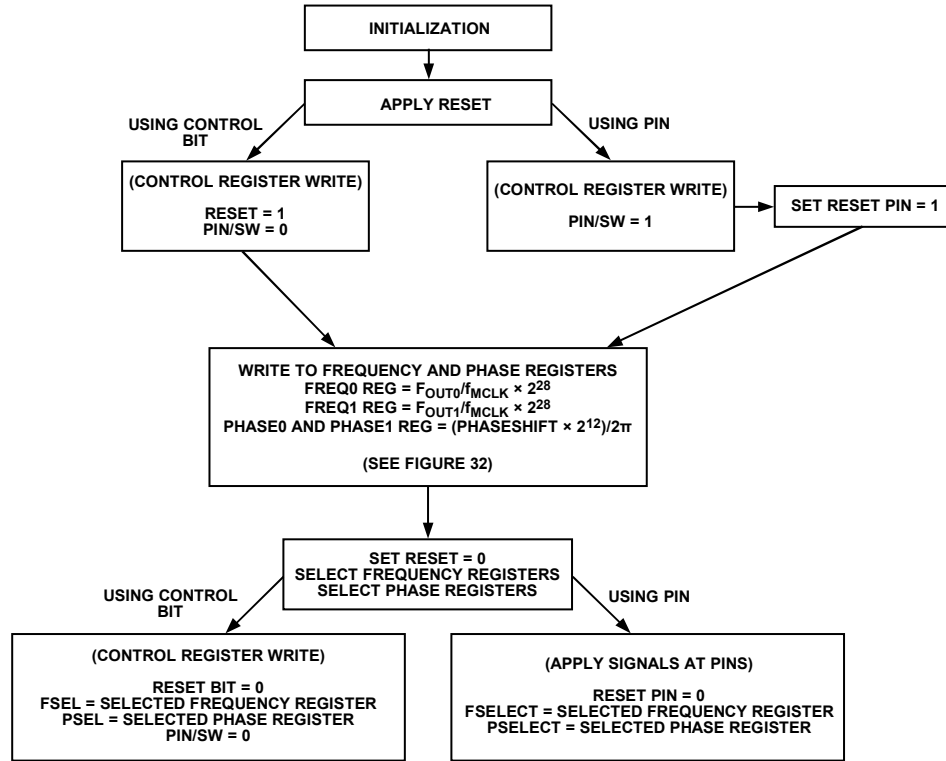 INITIALIZATION
APPLY RESET
USING CONTROL
BIT
USING PIN
(CONTROL REGISTER WRITE)
RESET = 1
PIN/SW = 0
(CONTROL REGISTER WRITE)
PIN/SW = 1
SET RESET PIN = 1
WRITE TO FREQUENCY AND PHASE REGISTERS
FREQ0 REG = F_OUT0/f_MCLK × 2^28
FREQ1 REG = F_OUT1/f_MCLK × 2^28
PHASE0 AND PHASE1 REG = (PHASESHIFT × 2^12)/2π
(SEE FIGURE 32)
SET RESET = 0
SELECT FREQUENCY REGISTERS
SELECT PHASE REGISTERS
USING CONTROL
BIT
USING PIN
(CONTROL REGISTER WRITE)
RESET BIT = 0
FSEL = SELECTED FREQUENCY REGISTER
PSEL = SELECTED PHASE REGISTER
PIN/SW = 0
(APPLY SIGNALS AT PINS)
RESET PIN = 0
FSELECT = SELECTED FREQUENCY REGISTER
PSELECT = SELECTED PHASE REGISTER